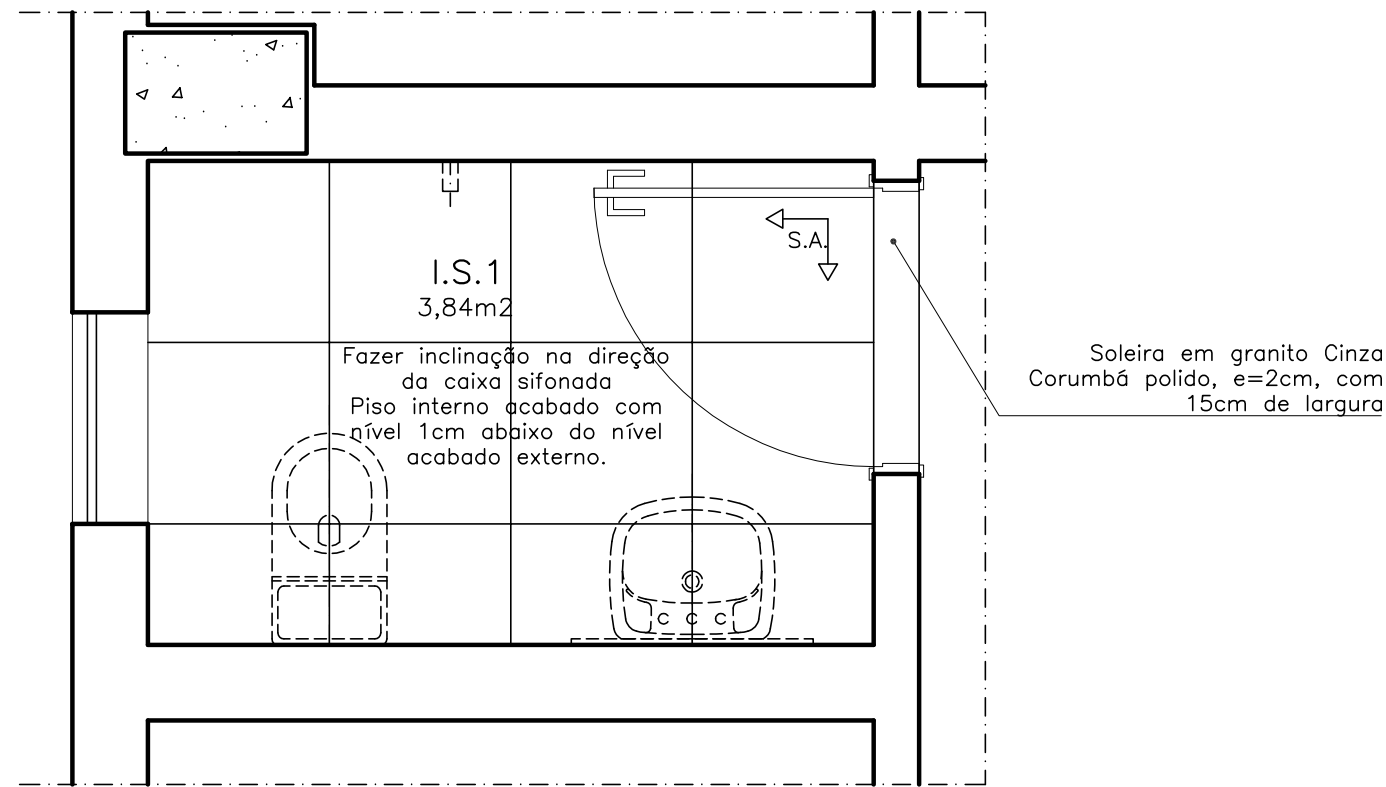 S.A.
I.S.1
3,84m2
Fazer inclinação na direção
da caixa sifonada
Piso interno acabado com
nível 1cm abaixo do nível
acabado externo.
Soleira em granito Cinza
Corumbá polido, e=2cm, com
15cm de largura
C C C